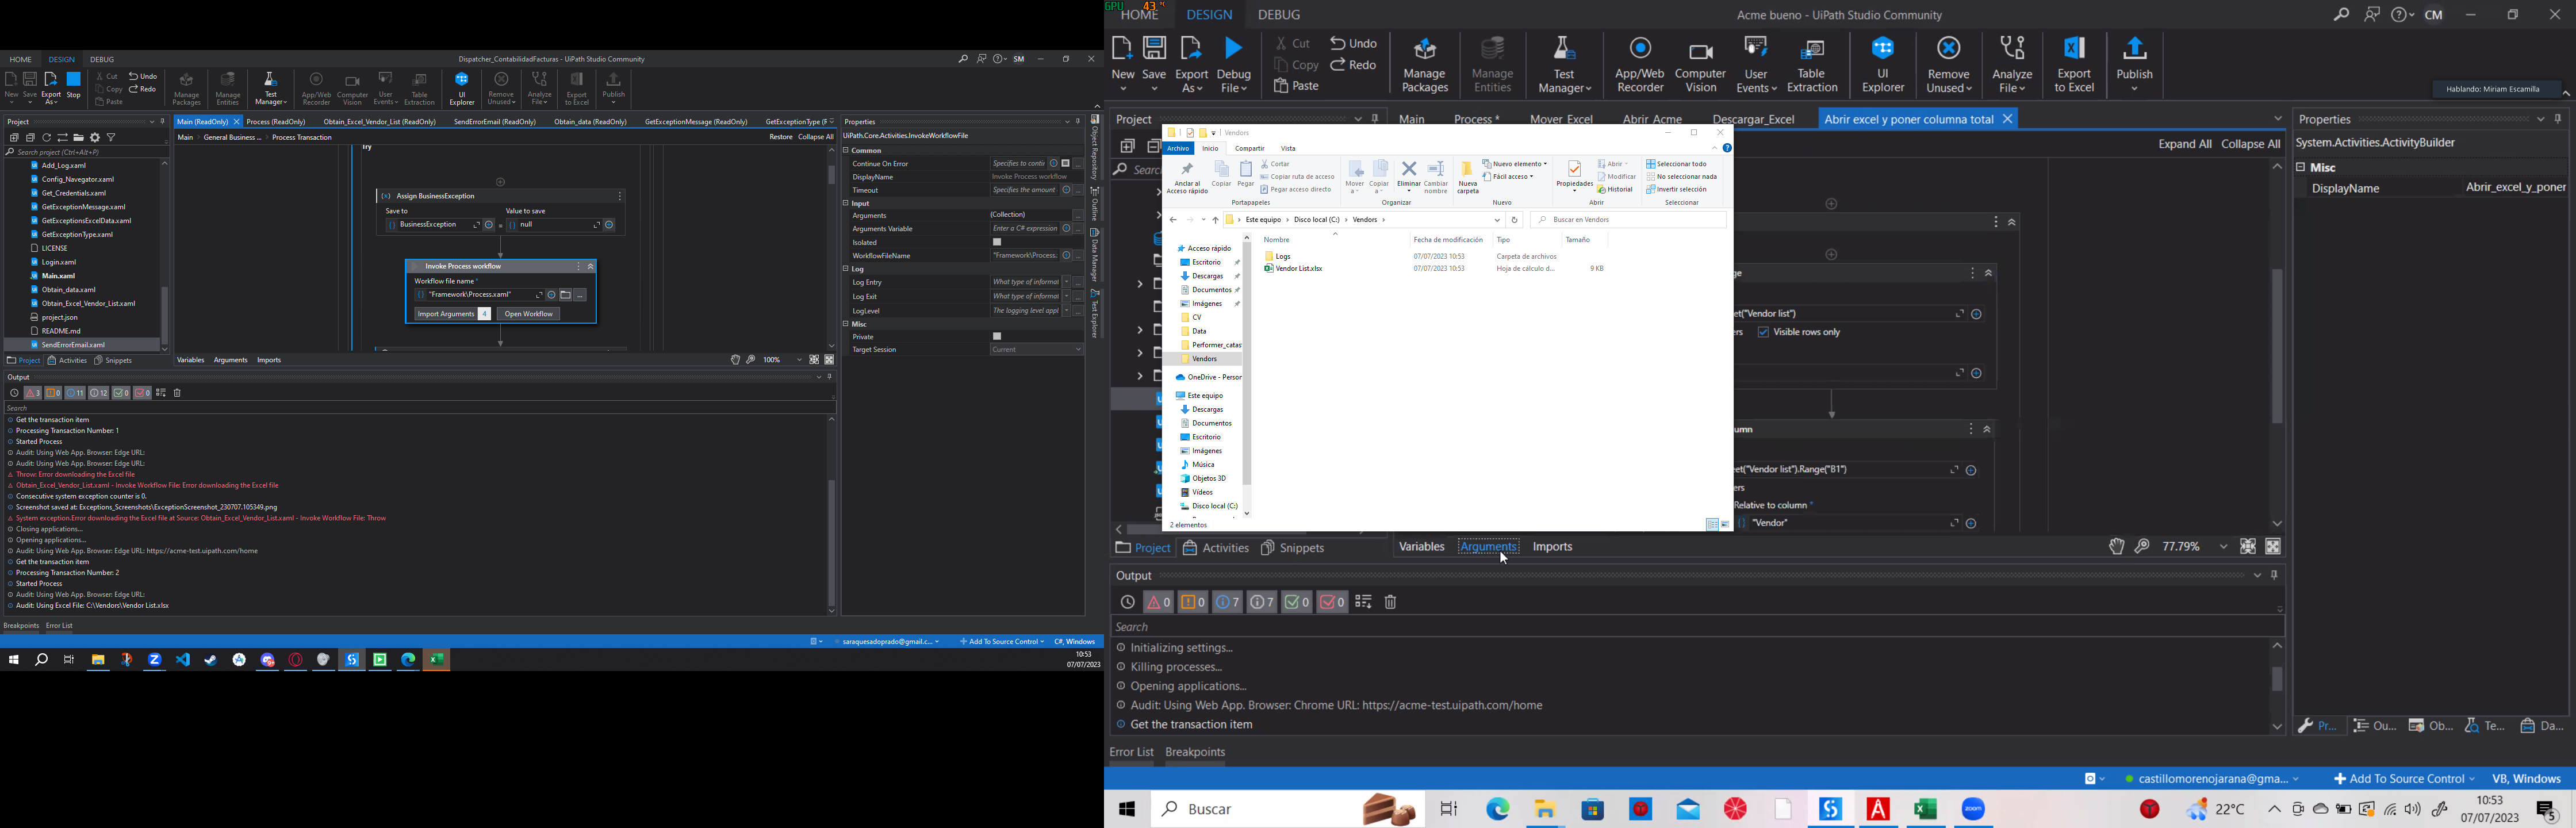 HOME DESIGN DEBUG
Dispatcher_ContabilidadFacturas - UiPath Studio Community
SM
New Save Export As Stop
Cut Copy Paste
Undo Redo
Manage Packages
Manage Entities
Test Manager
App/Web Recorder
Computer Vision
User Events
Table Extraction
UI Explorer
Remove Unused
Analyze File
Export to Excel
Publish
Project
Search project (Ctrl+Alt+P)
Add_Log.xaml
Config_Navegator.xaml
Get_Credentials.xaml
GetExceptionMessage.xaml
GetExceptionsExcelData.xaml
GetExceptionType.xaml
LICENSE
Login.xaml
Main.xaml
Obtain_data.xaml
Obtain_Excel_Vendor_List.xaml
project.json
README.md
SendErrorEmail.xaml
Project Activities Snippets
Main (ReadOnly) Process (ReadOnly) Obtain_Excel_Vendor_List (ReadOnly) SendErrorEmail (ReadOnly) Obtain_data (ReadOnly) GetExceptionMessage (ReadOnly) GetExceptionType (F
Main General Business ... Process Transaction
Restore Collapse All
Try
Assign BusinessException
Save to Value to save
BusinessException = null
Invoke Process workflow
Workflow file name *
"Framework\Process.xaml"
Import Arguments 4 Open Workflow
Variables Arguments Imports
100%
Properties
UiPath.Core.Activities.InvokeWorkflowFile
Common
Continue On Error Specifies to contin
DisplayName Invoke Process workflow
Timeout Specifies the amount
Input
Arguments (Collection)
Arguments Variable Enter a C# expression
Isolated
WorkflowFileName "Framework\Process.
Log
Log Entry What type of informat
Log Exit What type of informat
LogLevel The logging level appl
Misc
Private
Target Session Current
Object Repository
Outline
Data Manager
Test Explorer
Output
3 0 11 12 0 0
Search
Get the transaction item
Processing Transaction Number: 1
Started Process
Audit: Using Web App. Browser: Edge URL:
Audit: Using Web App. Browser: Edge URL:
Throw: Error downloading the Excel file
Obtain_Excel_Vendor_List.xaml - Invoke Workflow File: Error downloading the Excel file
Consecutive system exception counter is 0.
Screenshot saved at: Exceptions_Screenshots\ExceptionScreenshot_230707.105349.png
System exception.Error downloading the Excel file at Source: Obtain_Excel_Vendor_List.xaml - Invoke Workflow File: Throw
Closing applications...
Opening applications...
Audit: Using Web App. Browser: Edge URL: https://acme-test.uipath.com/home
Get the transaction item
Processing Transaction Number: 2
Started Process
Audit: Using Web App. Browser: Edge URL:
Audit: Using Excel File: C:\Vendors\Vendor List.xlsx
Breakpoints Error List
saraquesadoprado@gmail.c... Add To Source Control C#, Windows
10:53
07/07/2023
GPU 43 °C
HOME DESIGN DEBUG
Acme bueno - UiPath Studio Community
CM
New Save Export As Debug File
Cut Copy Paste
Undo Redo
Manage Packages
Manage Entities
Test Manager
App/Web Recorder
Computer Vision
User Events
Table Extraction
UI Explorer
Remove Unused
Analyze File
Export to Excel
Publish
Hablando: Miriam Escamilla
Project
Main Process * Mover_Excel Abrir_Acme Descargar_Excel Abrir excel y poner columna total
Expand All Collapse All
Vendors
Archivo Inicio Compartir Vista
Anclar al Acceso rápido
Copiar
Pegar
Cortar
Copiar ruta de acceso
Pegar acceso directo
Portapapeles
Mover a
Copiar a
Eliminar
Cambiar nombre
Organizar
Nueva carpeta
Nuevo elemento
Fácil acceso
Nuevo
Propiedades
Abrir
Modificar
Historial
Abrir
Seleccionar todo
No seleccionar nada
Invertir selección
Seleccionar
Este equipo > Disco local (C:) > Vendors >
Buscar en Vendors
Nombre Fecha de modificación Tipo Tamaño
Logs 07/07/2023 10:53 Carpeta de archivos
Vendor List.xlsx 07/07/2023 10:53 Hoja de cálculo d... 9 KB
Acceso rápido
Escritorio
Descargas
Documentos
Imágenes
CV
Data
Performer_catas
Vendors
OneDrive - Person
Este equipo
Descargas
Documentos
Escritorio
Imágenes
Música
Objetos 3D
Vídeos
Disco local (C:)
2 elementos
ge
et("Vendor list")
ers Visible rows only
umn
et("Vendor list").Range("B1")
ers
Relative to column *
"Vendor"
Project Activities Snippets
Variables Arguments Imports
77.79%
Properties
System.Activities.ActivityBuilder
Misc
DisplayName Abrir_excel_y_poner
Output
0 0 7 7 0 0
Search
Initializing settings...
Killing processes...
Opening applications...
Audit: Using Web App. Browser: Chrome URL: https://acme-test.uipath.com/home
Get the transaction item
Error List Breakpoints
Pr... Ou... Ob... Te... Da...
castillomorenojarana@gma... Add To Source Control VB, Windows
Buscar
zoom
22°C
10:53
07/07/2023
5